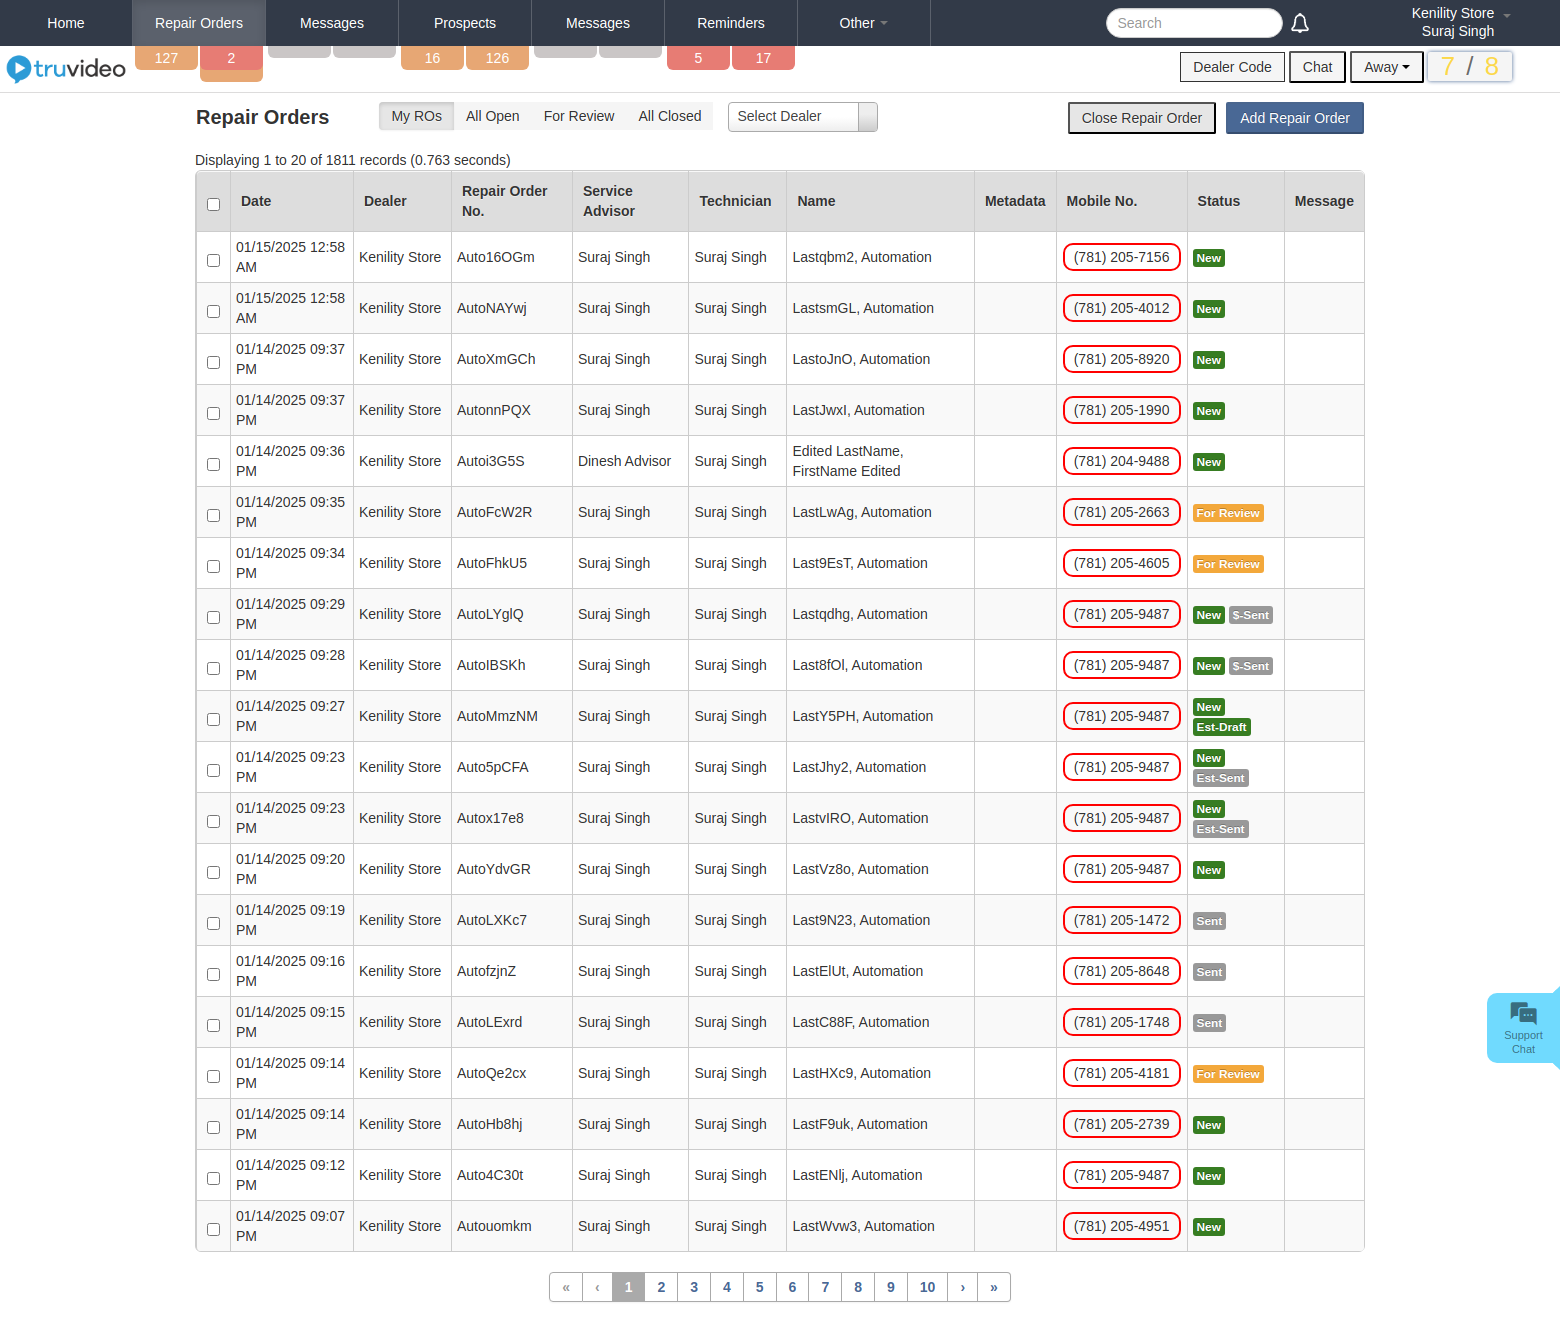 Home Repair Orders Messages Prospects Messages Reminders Other Search Kenility Store
Suraj Singh
truvideo 127 2 16 126 5 17 Dealer Code Chat Away 7 / 8
Repair Orders My ROs All Open For Review All Closed Select Dealer Close Repair Order Add Repair Order
Displaying 1 to 20 of 1811 records (0.763 seconds)
Date Dealer Repair Order No. Service Advisor Technician Name Metadata Mobile No. Status Message
01/15/2025 12:58 AM Kenility Store Auto16OGm Suraj Singh Suraj Singh Lastqbm2, Automation (781) 205-7156 New
01/15/2025 12:58 AM Kenility Store AutoNAYwj Suraj Singh Suraj Singh LastsmGL, Automation (781) 205-4012 New
01/14/2025 09:37 PM Kenility Store AutoXmGCh Suraj Singh Suraj Singh LastoJnO, Automation (781) 205-8920 New
01/14/2025 09:37 PM Kenility Store AutonnPQX Suraj Singh Suraj Singh LastJwxI, Automation (781) 205-1990 New
01/14/2025 09:36 PM Kenility Store Autoi3G5S Dinesh Advisor Suraj Singh Edited LastName, FirstName Edited (781) 204-9488 New
01/14/2025 09:35 PM Kenility Store AutoFcW2R Suraj Singh Suraj Singh LastLwAg, Automation (781) 205-2663 For Review
01/14/2025 09:34 PM Kenility Store AutoFhkU5 Suraj Singh Suraj Singh Last9EsT, Automation (781) 205-4605 For Review
01/14/2025 09:29 PM Kenility Store AutoLYglQ Suraj Singh Suraj Singh Lastqdhg, Automation (781) 205-9487 New $-Sent
01/14/2025 09:28 PM Kenility Store AutoIBSKh Suraj Singh Suraj Singh Last8fOl, Automation (781) 205-9487 New $-Sent
01/14/2025 09:27 PM Kenility Store AutoMmzNM Suraj Singh Suraj Singh LastY5PH, Automation (781) 205-9487 New Est-Draft
01/14/2025 09:23 PM Kenility Store Auto5pCFA Suraj Singh Suraj Singh LastJhy2, Automation (781) 205-9487 New Est-Sent
01/14/2025 09:23 PM Kenility Store Autox17e8 Suraj Singh Suraj Singh LastvIRO, Automation (781) 205-9487 New Est-Sent
01/14/2025 09:20 PM Kenility Store AutoYdvGR Suraj Singh Suraj Singh LastVz8o, Automation (781) 205-9487 New
01/14/2025 09:19 PM Kenility Store AutoLXKc7 Suraj Singh Suraj Singh Last9N23, Automation (781) 205-1472 Sent
01/14/2025 09:16 PM Kenility Store AutofzjnZ Suraj Singh Suraj Singh LastElUt, Automation (781) 205-8648 Sent
01/14/2025 09:15 PM Kenility Store AutoLExrd Suraj Singh Suraj Singh LastC88F, Automation (781) 205-1748 Sent
01/14/2025 09:14 PM Kenility Store AutoQe2cx Suraj Singh Suraj Singh LastHXc9, Automation (781) 205-4181 For Review
01/14/2025 09:14 PM Kenility Store AutoHb8hj Suraj Singh Suraj Singh LastF9uk, Automation (781) 205-2739 New
01/14/2025 09:12 PM Kenility Store Auto4C30t Suraj Singh Suraj Singh LastENlj, Automation (781) 205-9487 New
01/14/2025 09:07 PM Kenility Store Autouomkm Suraj Singh Suraj Singh LastWvw3, Automation (781) 205-4951 New
Support
Chat
« ‹ 1 2 3 4 5 6 7 8 9 10 › »